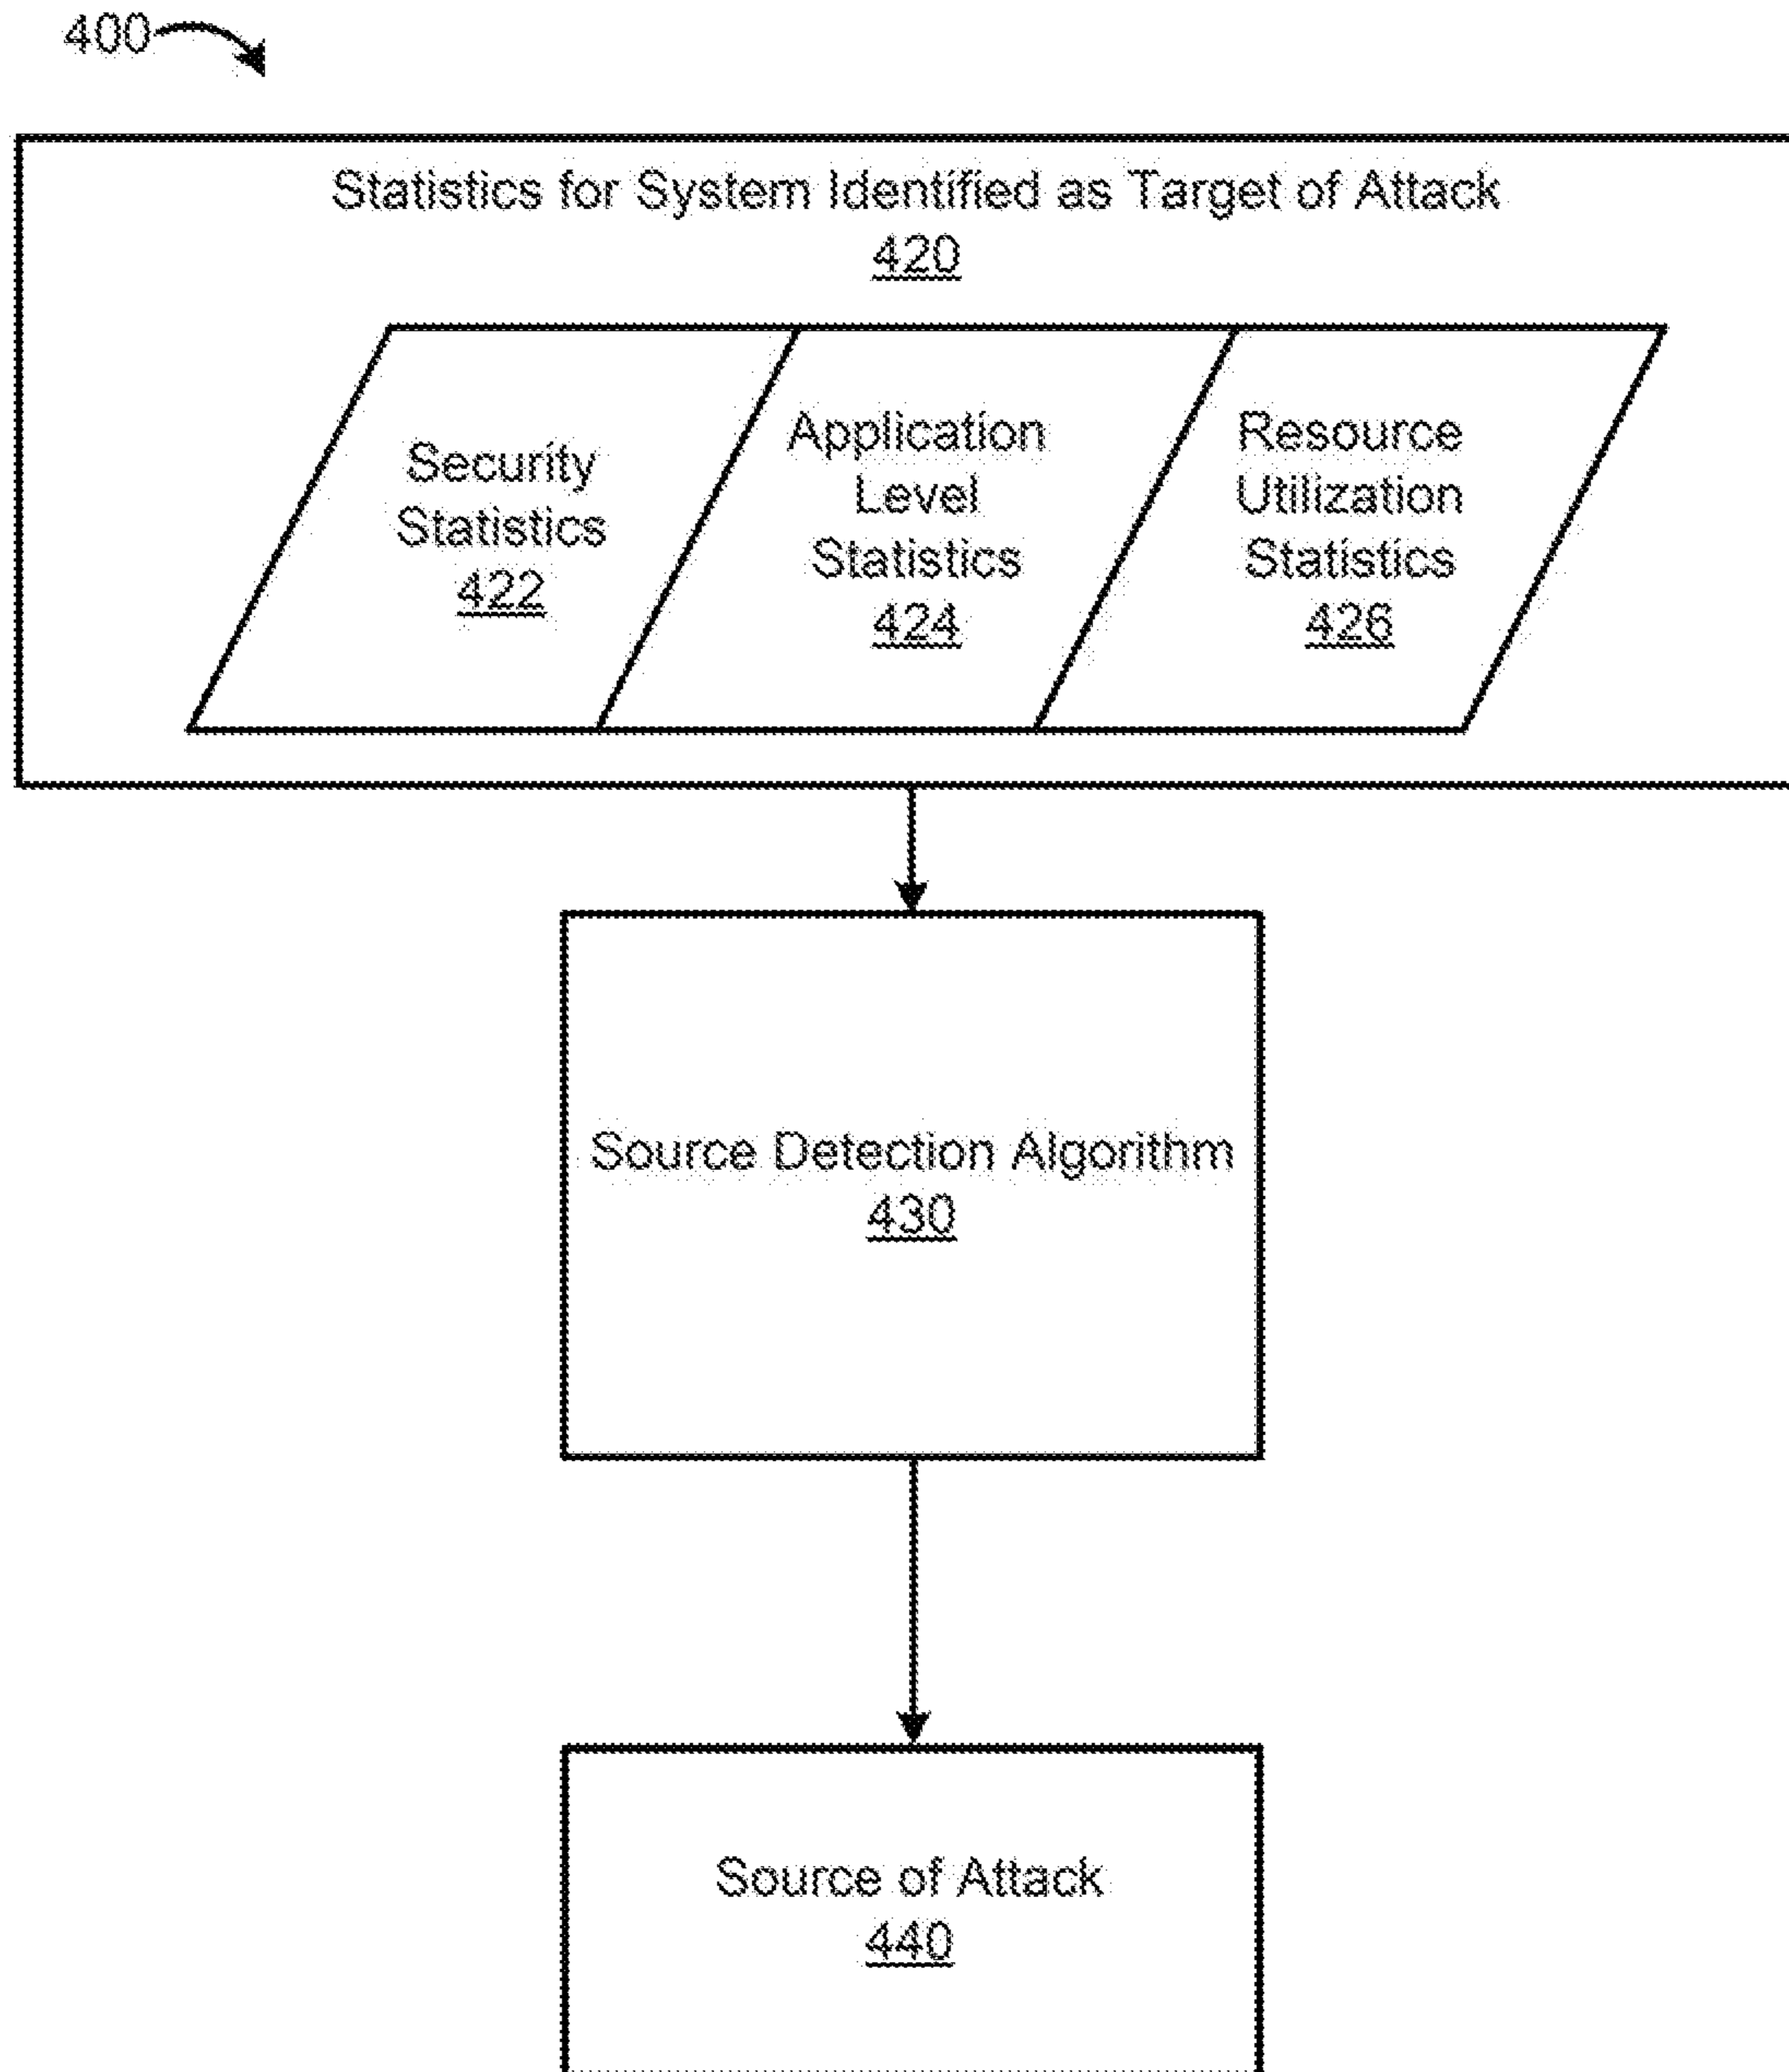 400
Statistics for System Identified as Target of Attack
420
Security
Statistics
422
Application
Level
Statistics
424
Resource
Utilization
Statistics
426
Source Detection Algorithm
430
Source of Attack
440